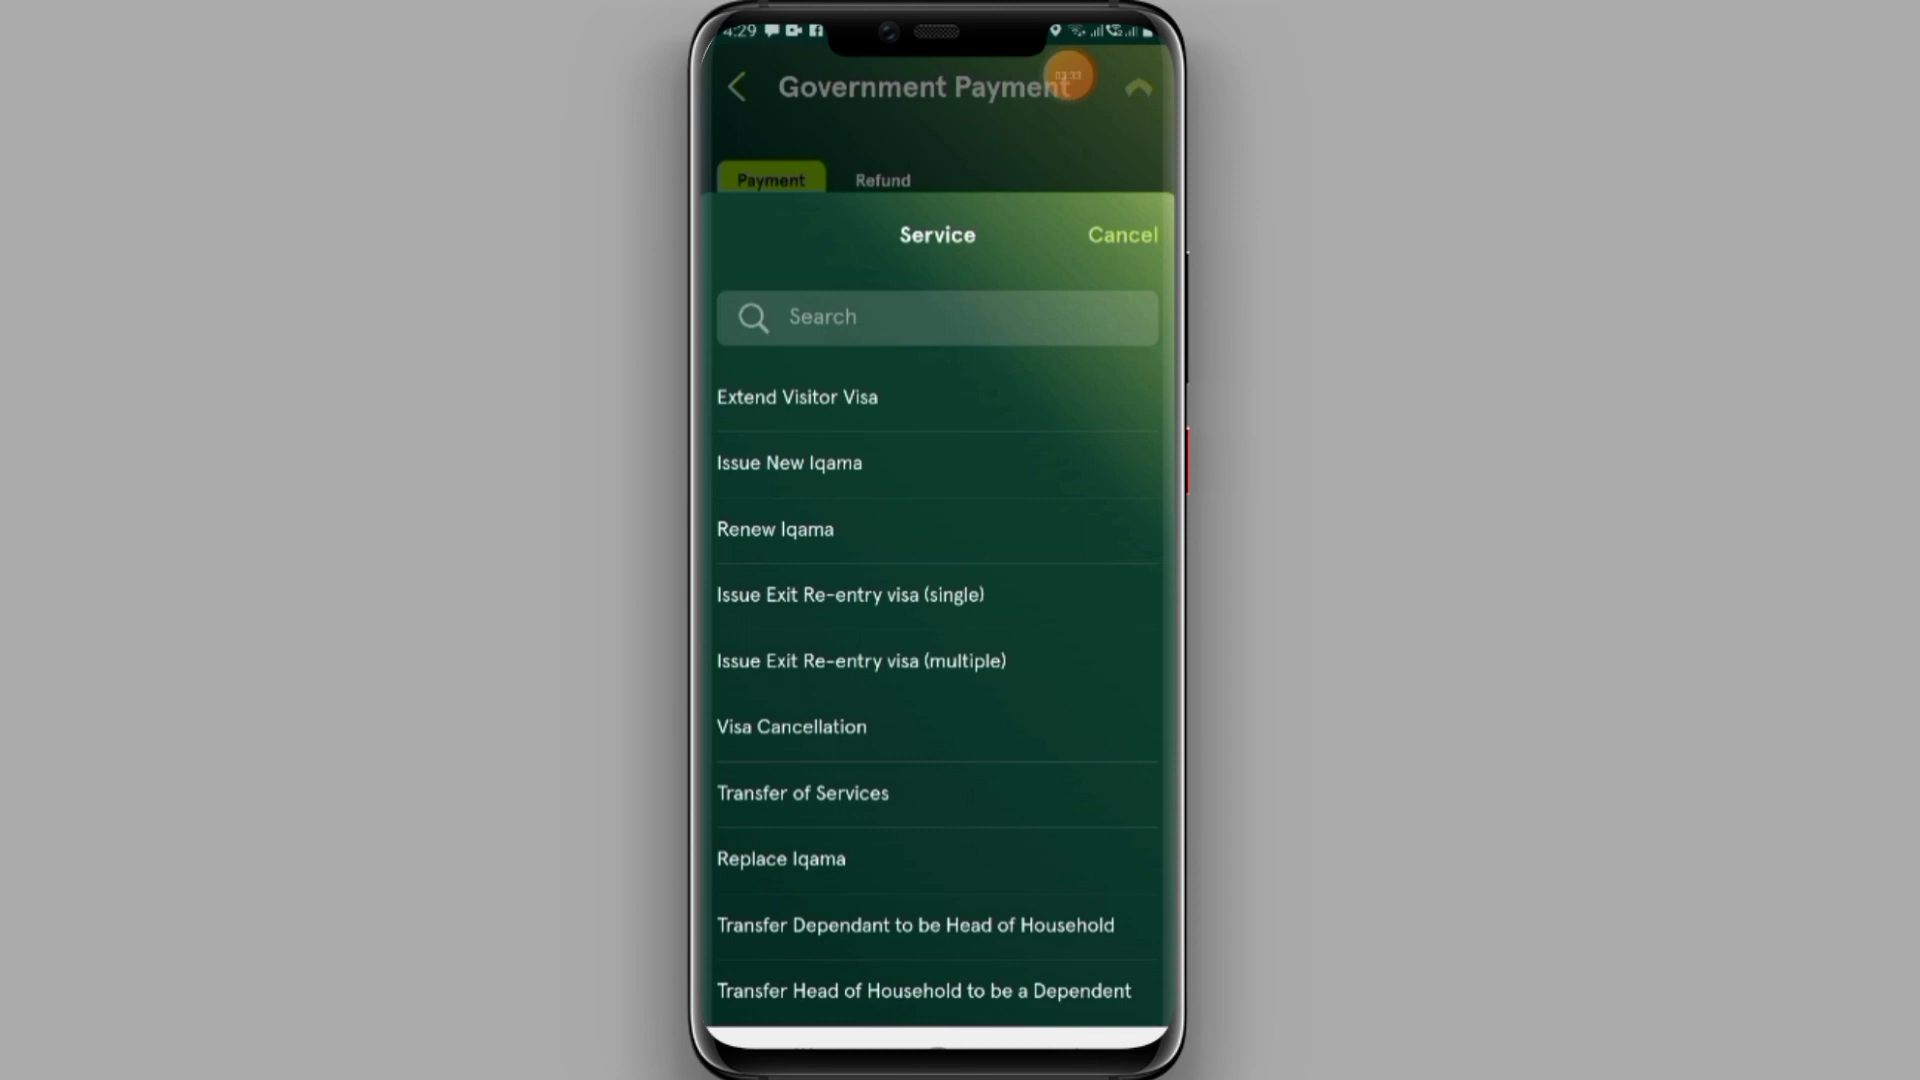 4:29
Government Payment
03:33
Payment
Refund
Service
Cancel
Search
Extend Visitor Visa
Issue New Iqama
Renew Iqama
Issue Exit Re-entry visa (single)
Issue Exit Re-entry visa (multiple)
Visa Cancellation
Transfer of Services
Replace Iqama
Transfer Dependant to be Head of Household
Transfer Head of Household to be a Dependent